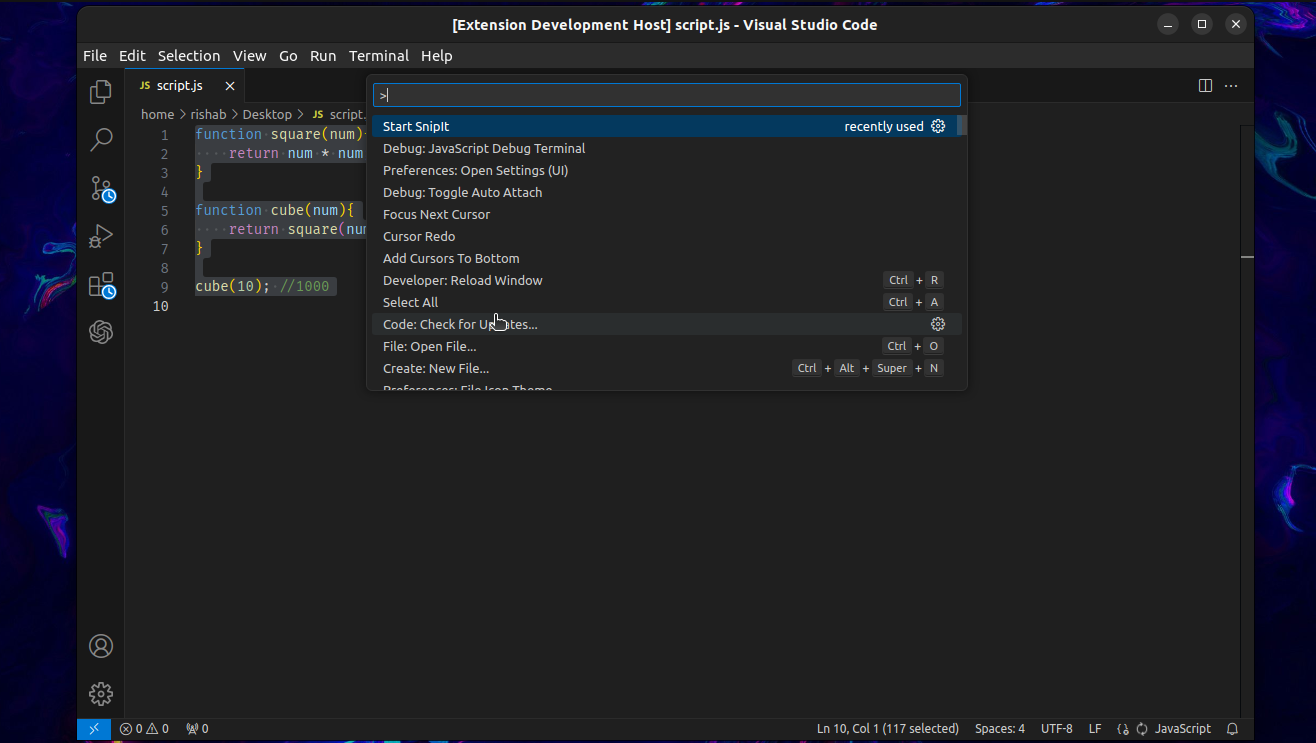 [Extension Development Host] script.js - Visual Studio Code
File Edit Selection View Go Run Terminal Help
JS script.js
home > rishab > Desktop > JS script.
>
Start SnipIt recently used
Debug: JavaScript Debug Terminal
Preferences: Open Settings (UI)
Debug: Toggle Auto Attach
Focus Next Cursor
Cursor Redo
Add Cursors To Bottom
Developer: Reload Window Ctrl + R
Select All Ctrl + A
Code: Check for Updates...
File: Open File... Ctrl + O
Create: New File... Ctrl + Alt + Super + N
Preferences: File Icon Theme
1 function square(num)
2 ····return num * num
3 }
4
5 function cube(num){
6 ····return square(num
7 }
8
9 cube(10); //1000
10
0 0 0 Ln 10, Col 1 (117 selected) Spaces: 4 UTF-8 LF {} JavaScript